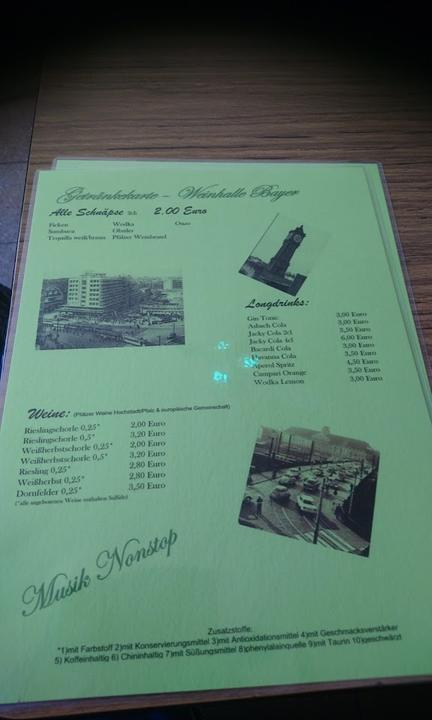 Getränkekarte – Weinhalle Bayer
Alle Schnäpse 2cl: 2,00 Euro
Ficken Wodka Ouzo
Sambuca Obstler
Tequilla weiß/braun Pfälzer Weinbrand
Longdrinks:
Gin Tonic 3,00 Euro
Asbach Cola 3,00 Euro
Jacky Cola 2cl 3,50 Euro
Jacky Cola 4cl 6,00 Euro
Bacardi Cola 3,00 Euro
Havanna Cola 3,50 Euro
Aperol Spritz 4,50 Euro
Campari Orange 3,50 Euro
Wodka Lemon 3,00 Euro
Weine: (Pfälzer Weine Hochstadt/Pfalz & europäische Gemeinschaft)
Rieslingschorle 0,25* 2,00 Euro
Rieslingschorle 0,5* 3,20 Euro
Weißherbstschorle 0,25* 2,00 Euro
Weißherbstschorle 0,5* 3,20 Euro
Riesling 0,25* 2,80 Euro
Weißherbst 0,25* 2,80 Euro
Dornfelder 0,25* 3,50 Euro
(*alle angebotenen Weine enthalten Sulfide)
Musik Nonstop
Zusatzstoffe:
*1)mit Farbstoff 2)mit Konservierungsmittel 3)mit Antioxidationsmittel 4)mit Geschmacksverstärker
5) Koffeinhaltig 6) Chininhaltig 7)mit Süßungsmittel 8)phenylalaninquelle 9)mit Taurin 10)geschwärzt